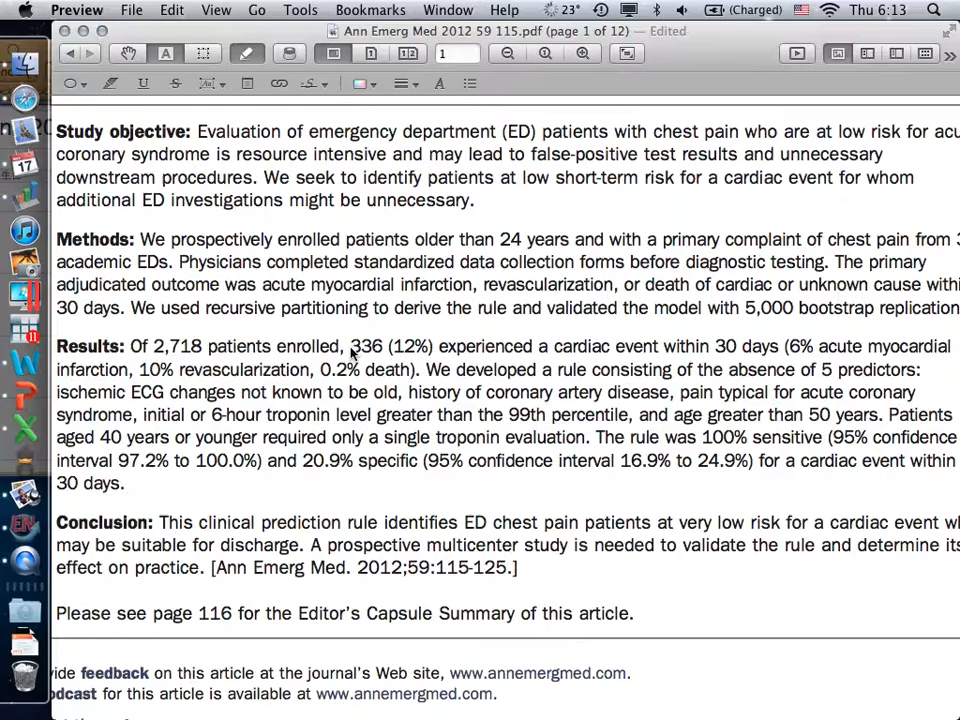 Preview File Edit View Go Tools Bookmarks Window Help 23° (Charged) Thu 6:13
Ann Emerg Med 2012 59 115.pdf (page 1 of 12) — Edited
A 1 1 2 1
A
Study objective: Evaluation of emergency department (ED) patients with chest pain who are at low risk for acu
coronary syndrome is resource intensive and may lead to false-positive test results and unnecessary
downstream procedures. We seek to identify patients at low short-term risk for a cardiac event for whom
additional ED investigations might be unnecessary.
Methods: We prospectively enrolled patients older than 24 years and with a primary complaint of chest pain from 3
academic EDs. Physicians completed standardized data collection forms before diagnostic testing. The primary
adjudicated outcome was acute myocardial infarction, revascularization, or death of cardiac or unknown cause withi
30 days. We used recursive partitioning to derive the rule and validated the model with 5,000 bootstrap replication
Results: Of 2,718 patients enrolled, 336 (12%) experienced a cardiac event within 30 days (6% acute myocardial
infarction, 10% revascularization, 0.2% death). We developed a rule consisting of the absence of 5 predictors:
ischemic ECG changes not known to be old, history of coronary artery disease, pain typical for acute coronary
syndrome, initial or 6-hour troponin level greater than the 99th percentile, and age greater than 50 years. Patients
aged 40 years or younger required only a single troponin evaluation. The rule was 100% sensitive (95% confidence
interval 97.2% to 100.0%) and 20.9% specific (95% confidence interval 16.9% to 24.9%) for a cardiac event within
30 days.
Conclusion: This clinical prediction rule identifies ED chest pain patients at very low risk for a cardiac event wh
may be suitable for discharge. A prospective multicenter study is needed to validate the rule and determine its
effect on practice. [Ann Emerg Med. 2012;59:115-125.]
Please see page 116 for the Editor's Capsule Summary of this article.
vide feedback on this article at the journal's Web site, www.annemergmed.com.
odcast for this article is available at www.annemergmed.com.
17
11